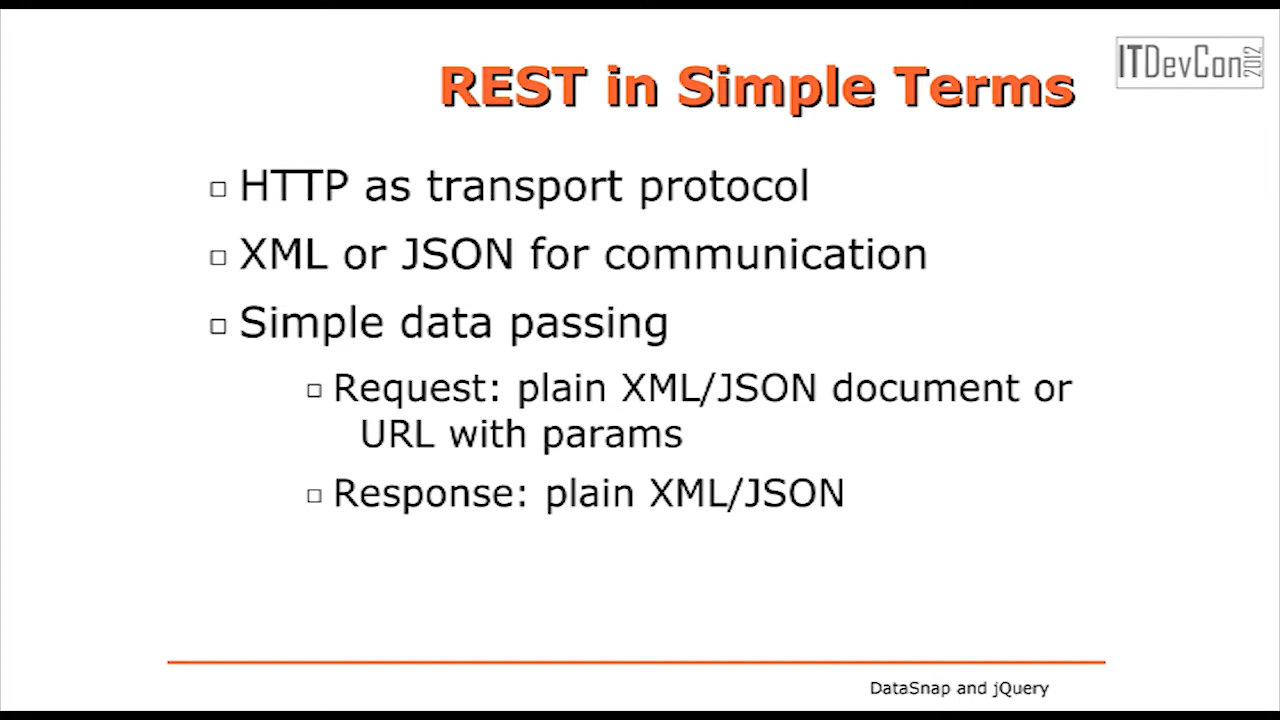 REST in Simple Terms
ITDevCon 2012
HTTP as transport protocol
XML or JSON for communication
Simple data passing
Request: plain XML/JSON document or
URL with params
Response: plain XML/JSON
DataSnap and jQuery